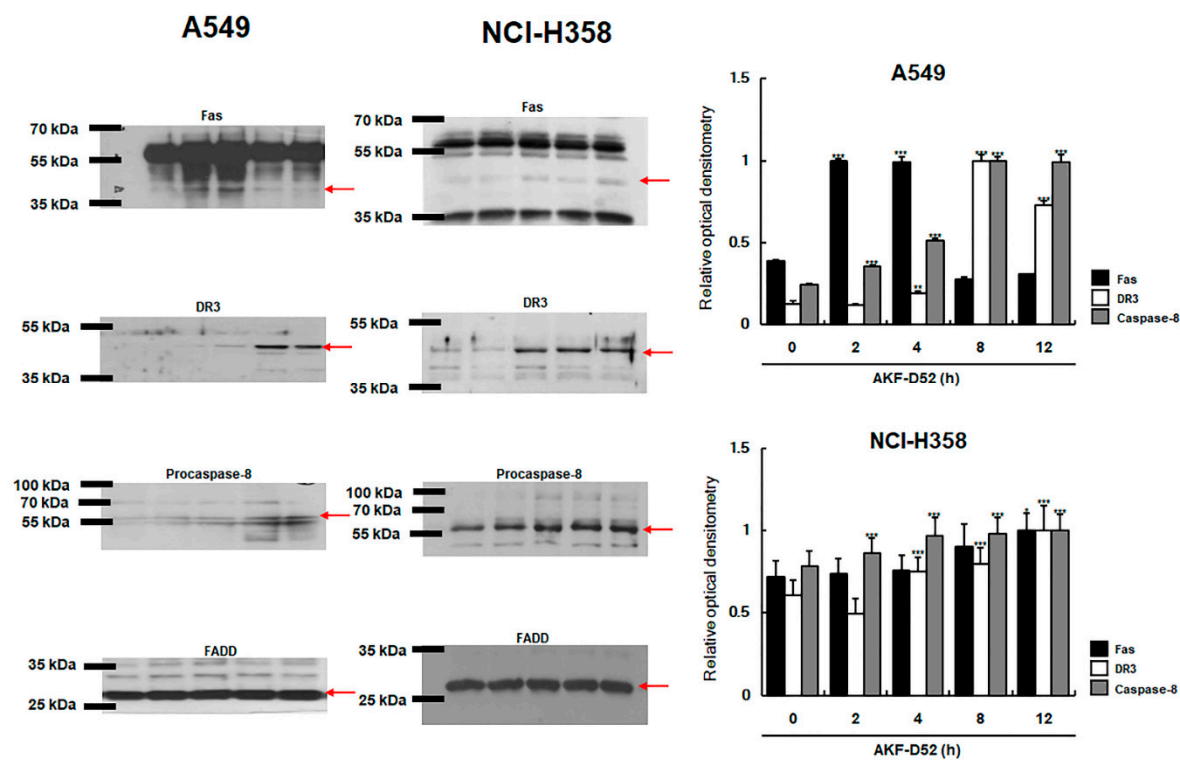 A549
NCI-H358
Fas
70 kDa
55 kDa
35 kDa
Fas
70 kDa
55 kDa
35 kDa
DR3
55 kDa
35 kDa
DR3
55 kDa
35 kDa
Procaspase-8
100 kDa
70 kDa
55 kDa
Procaspase-8
100 kDa
70 kDa
55 kDa
FADD
35 kDa
25 kDa
FADD
35 kDa
25 kDa
A549
Relative optical densitometry
1.5
1
0.5
0
*** *** *** *** ** *** *** *** *** ***
Fas
DR3
Caspase-8
0 2 4 8 12
AKF-D52 (h)
NCI-H358
Relative optical densitometry
1.5
1
0.5
0
*** *** *** *** *** * *** ***
Fas
DR3
Caspase-8
0 2 4 8 12
AKF-D52 (h)